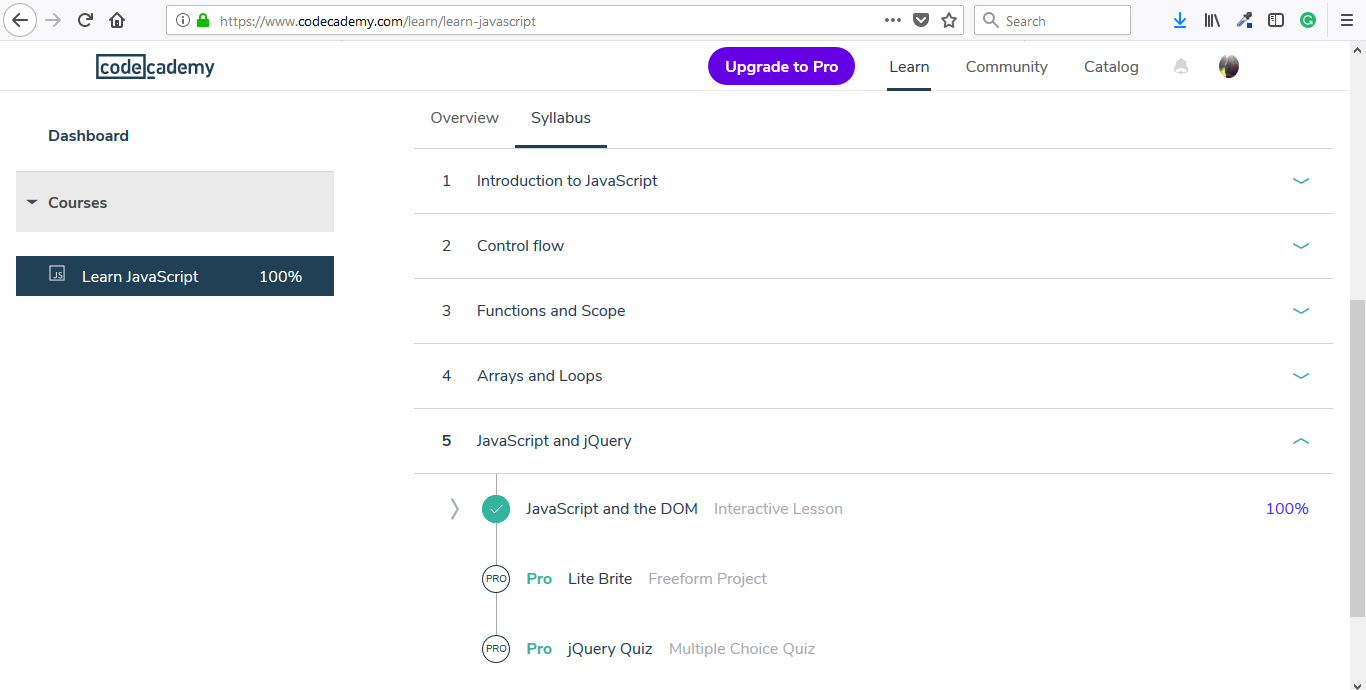 https://www.codecademy.com/learn/learn-javascript
Search
codecademy
Upgrade to Pro
Learn
Community
Catalog
Dashboard
Courses
JS Learn JavaScript 100%
Overview
Syllabus
1 Introduction to JavaScript
2 Control flow
3 Functions and Scope
4 Arrays and Loops
5 JavaScript and jQuery
JavaScript and the DOM Interactive Lesson 100%
PRO Pro Lite Brite Freeform Project
PRO Pro jQuery Quiz Multiple Choice Quiz